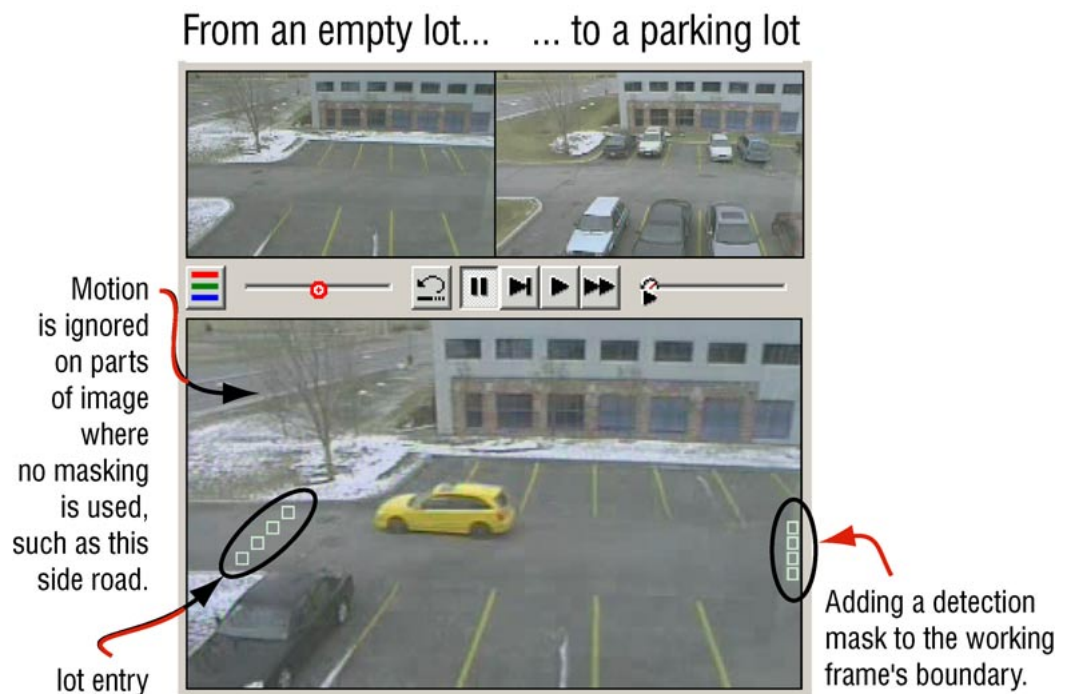 From an empty lot... ... to a parking lot
Motion
is ignored
on parts
of image
where
no masking
is used,
such as this
side road.
lot entry
Adding a detection
mask to the working
frame's boundary.